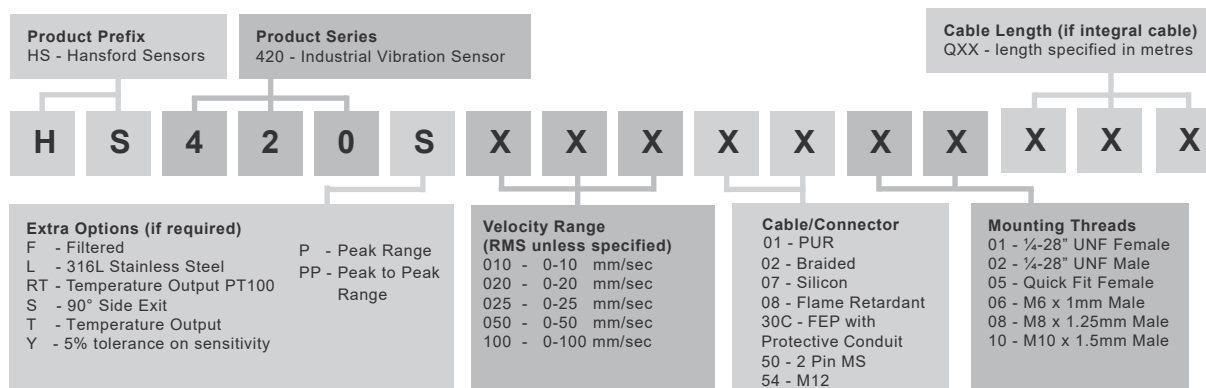 Product Prefix
HS - Hansford Sensors
Product Series
420 - Industrial Vibration Sensor
Cable Length (if integral cable)
QXX - length specified in metres
H S 4 2 0 S X X X X X X X X X X
Extra Options (if required)
F - Filtered
L - 316L Stainless Steel
RT - Temperature Output PT100
S - 90° Side Exit
T - Temperature Output
Y - 5% tolerance on sensitivity
P - Peak Range
PP - Peak to Peak
Range
Velocity Range
(RMS unless specified)
010 - 0-10 mm/sec
020 - 0-20 mm/sec
025 - 0-25 mm/sec
050 - 0-50 mm/sec
100 - 0-100 mm/sec
Cable/Connector
01 - PUR
02 - Braided
07 - Silicon
08 - Flame Retardant
30C - FEP with
Protective Conduit
50 - 2 Pin MS
54 - M12
Mounting Threads
01 - ¼-28” UNF Female
02 - ¼-28” UNF Male
05 - Quick Fit Female
06 - M6 x 1mm Male
08 - M8 x 1.25mm Male
10 - M10 x 1.5mm Male